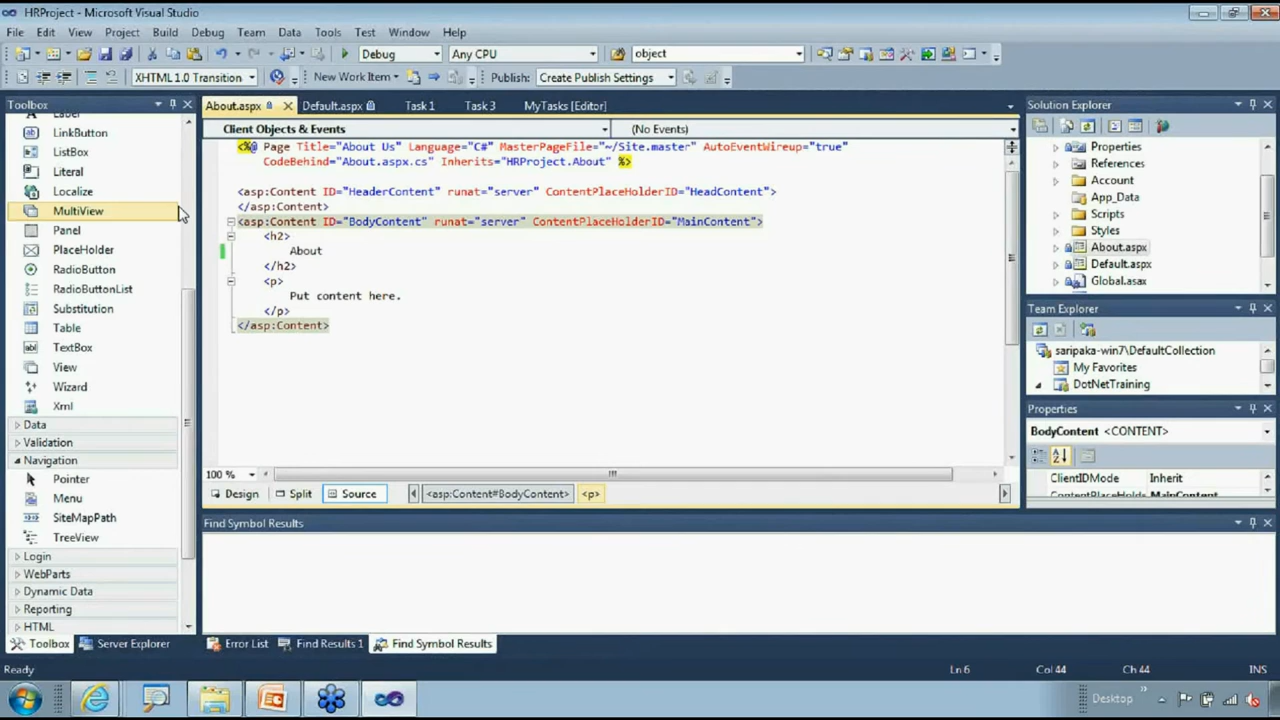 HRProject - Microsoft Visual Studio
File Edit View Project Build Debug Team Data Tools Test Window Help
Debug Any CPU object
XHTML 1.0 Transition New Work Item Publish: Create Publish Settings
Toolbox
Label
LinkButton
ListBox
Literal
Localize
MultiView
Panel
PlaceHolder
RadioButton
RadioButtonList
Substitution
Table
TextBox
View
Wizard
Xml
Data
Validation
Navigation
Pointer
Menu
SiteMapPath
TreeView
Login
WebParts
Dynamic Data
Reporting
HTML
Toolbox Server Explorer
About.aspx Default.aspx Task 1 Task 3 MyTasks [Editor]
Client Objects & Events (No Events)
<%@ Page Title="About Us" Language="C#" MasterPageFile="~/Site.master" AutoEventWireup="true"
CodeBehind="About.aspx.cs" Inherits="HRProject.About" %>
<asp:Content ID="HeaderContent" runat="server" ContentPlaceHolderID="HeadContent">
</asp:Content>
<asp:Content ID="BodyContent" runat="server" ContentPlaceHolderID="MainContent">
<h2>
About
</h2>
<p>
Put content here.
</p>
</asp:Content>
100 %
Design Split Source <asp:Content#BodyContent> <p>
Find Symbol Results
Error List Find Results 1 Find Symbol Results
Solution Explorer
Properties
References
Account
App_Data
Scripts
Styles
About.aspx
Default.aspx
Global.asax
Team Explorer
saripaka-win7\DefaultCollection
My Favorites
DotNetTraining
Properties
BodyContent <CONTENT>
ClientIDMode Inherit
ContentPlaceHolde MainContent
Ready Ln 6 Col 44 Ch 44 INS
Desktop